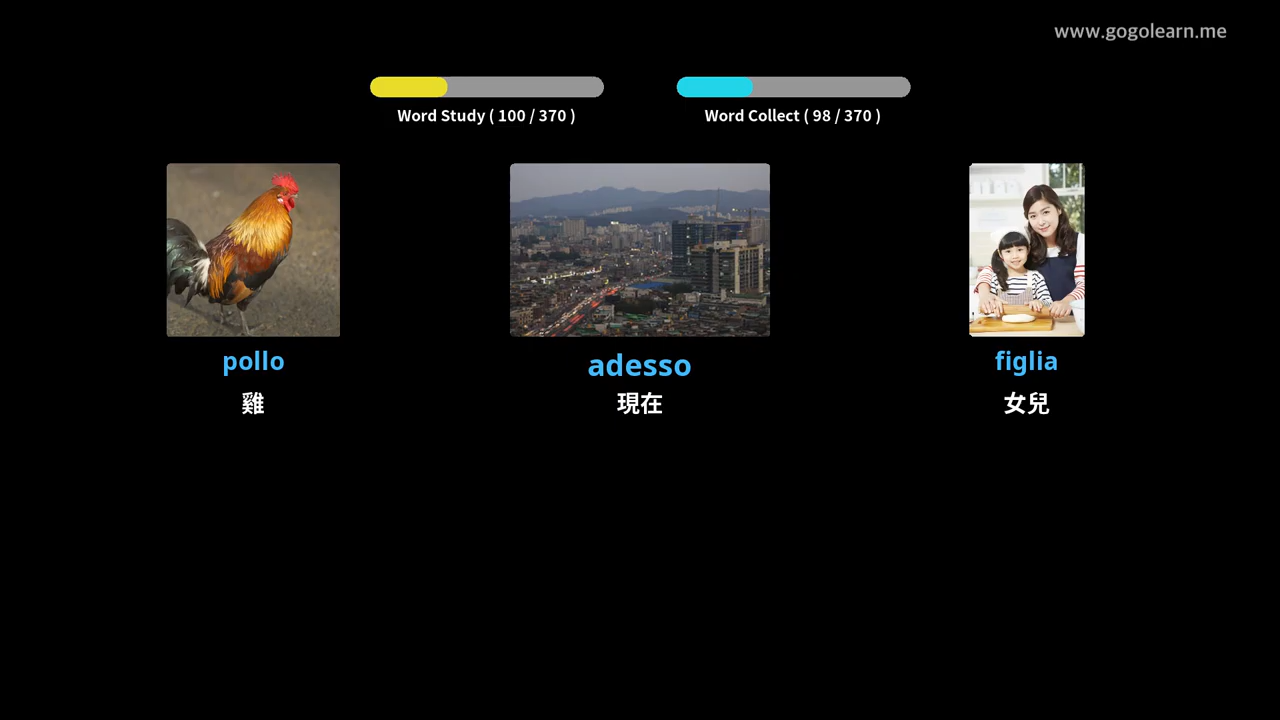 www.gogolearn.me
Word Study ( 100 / 370 )
Word Collect ( 98 / 370 )
pollo
雞
adesso
現在
figlia
女兒